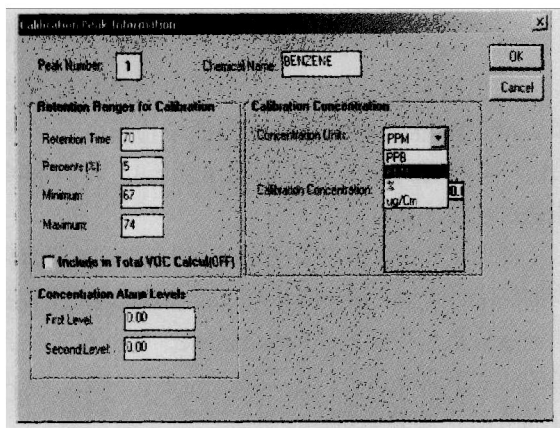 Calibration Peak Information
Peak Number: 1 Chemical Name: BENZENE
OK
Cancel
Retention Ranges for Calibration
Retention Time 70
Percents (%): 5
Minimum: 67
Maximum: 74
Include in Total VOC Calcul(OFF)
Calibration Concentration
Concentration Unit: PPM
PPB
%
ug/Cm
Calibration Concentration:
Concentration Alarm Levels
First Level: 0.00
Second Level: 0.00